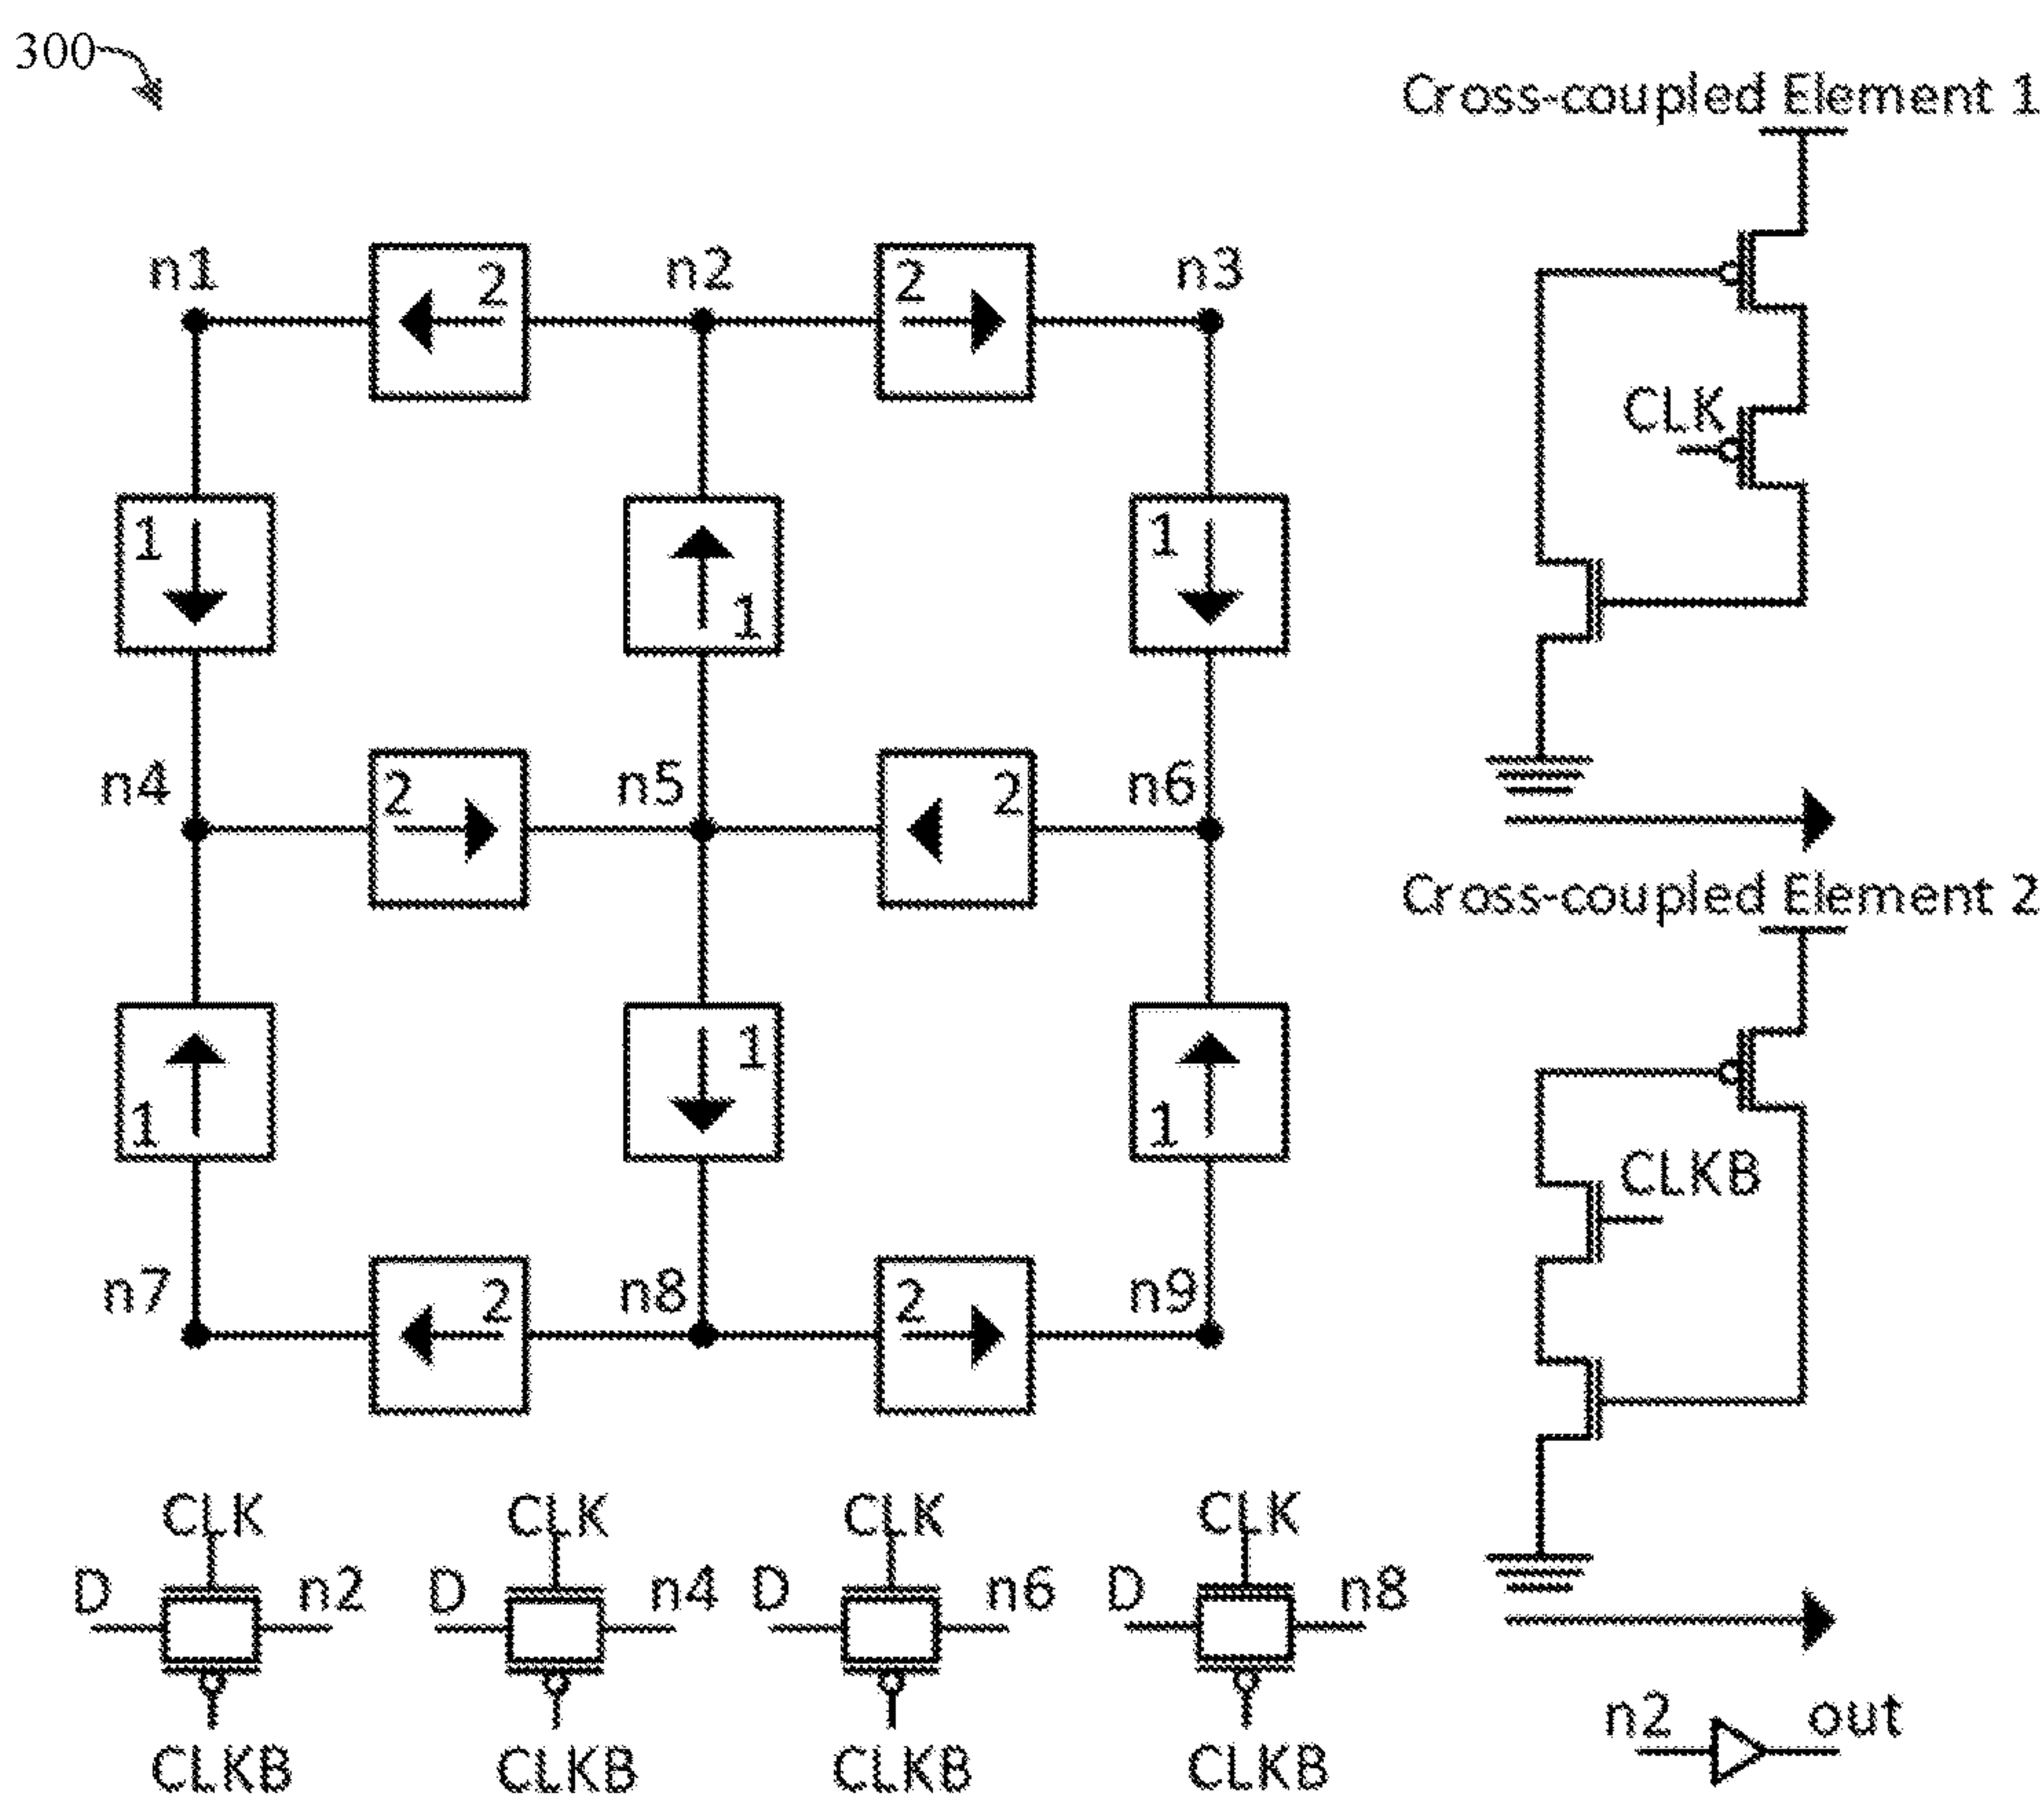 300
Cross-coupled Element 1
n1
2
n2
2
n3
CLK
1
1
1
n4
2
n5
2
n6
Cross-coupled Element 2
1
1
1
CLKB
n7
2
n8
2
n9
CLK
CLK
CLK
CLK
D
n2
D
n4
D
n6
D
n8
CLKB
CLKB
CLKB
CLKB
n2
out